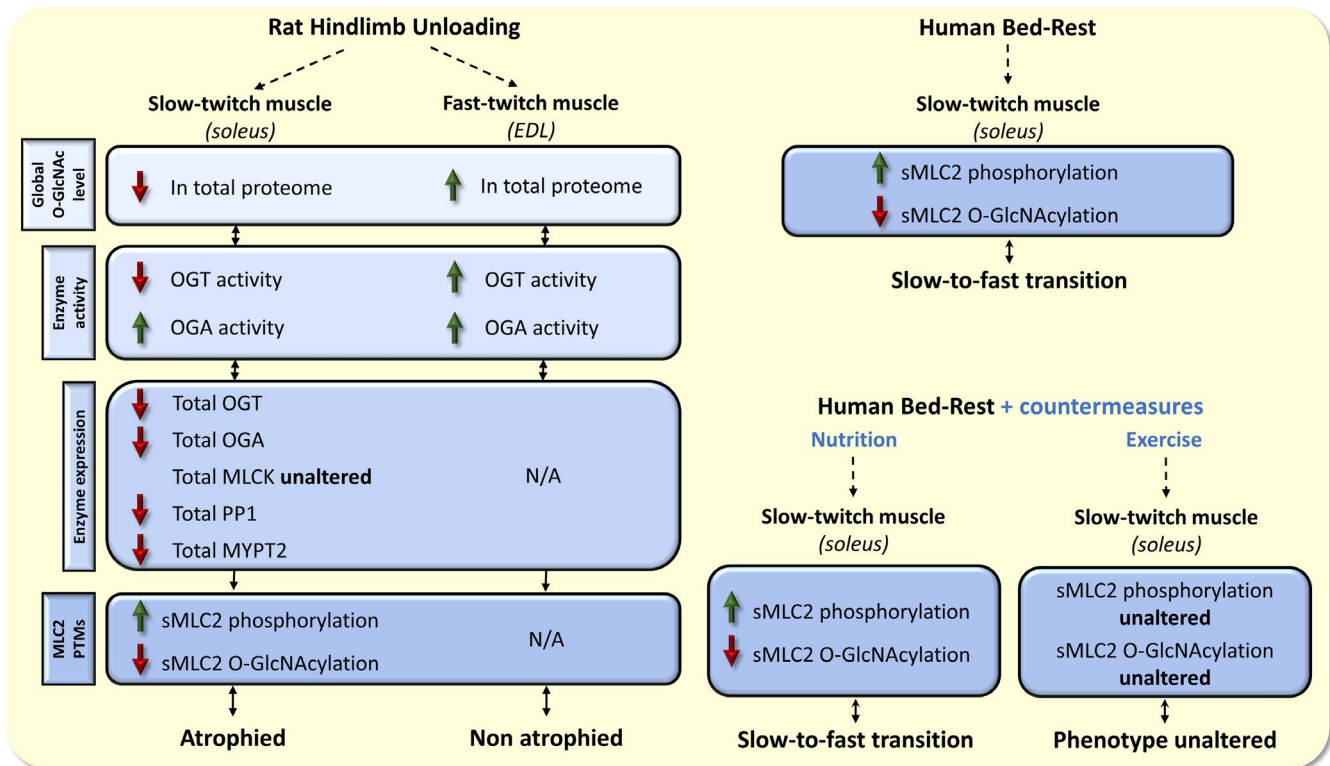 Rat Hindlimb Unloading
Slow-twitch muscle
(soleus)
Fast-twitch muscle
(EDL)
Global
O-GlcNAc
level
In total proteome
In total proteome
Enzyme
activity
OGT activity
OGA activity
OGT activity
OGA activity
Enzyme expression
Total OGT
Total OGA
Total MLCK unaltered
Total PP1
Total MYPT2
N/A
MLC2
PTMs
sMLC2 phosphorylation
sMLC2 O-GlcNAcylation
N/A
Atrophied
Non atrophied
Human Bed-Rest
Slow-twitch muscle
(soleus)
sMLC2 phosphorylation
sMLC2 O-GlcNAcylation
Slow-to-fast transition
Human Bed-Rest + countermeasures
Nutrition
Slow-twitch muscle
(soleus)
sMLC2 phosphorylation
sMLC2 O-GlcNAcylation
Slow-to-fast transition
Exercise
Slow-twitch muscle
(soleus)
sMLC2 phosphorylation
unaltered
sMLC2 O-GlcNAcylation
unaltered
Phenotype unaltered